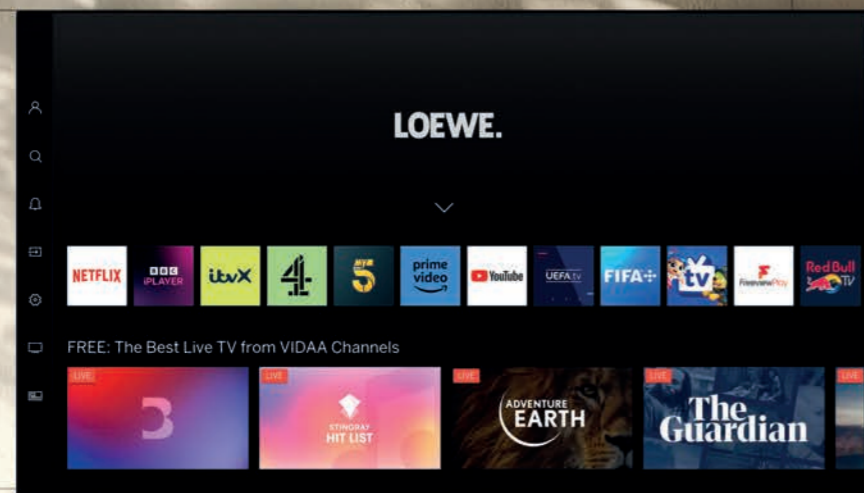 LOEWE.
NETFLIX
BBC
iPLAYER
itvX
4
MY
5
prime
video
YouTube
UEFA.tv
FIFA+
tv
FreeviewPlay
Red Bull
TV
FREE: The Best Live TV from VIDAA Channels
LIVE
3
LIVE
STINGRAY
HIT LIST
LIVE
ADVENTURE
EARTH
LIVE
The
Guardian
LIVE